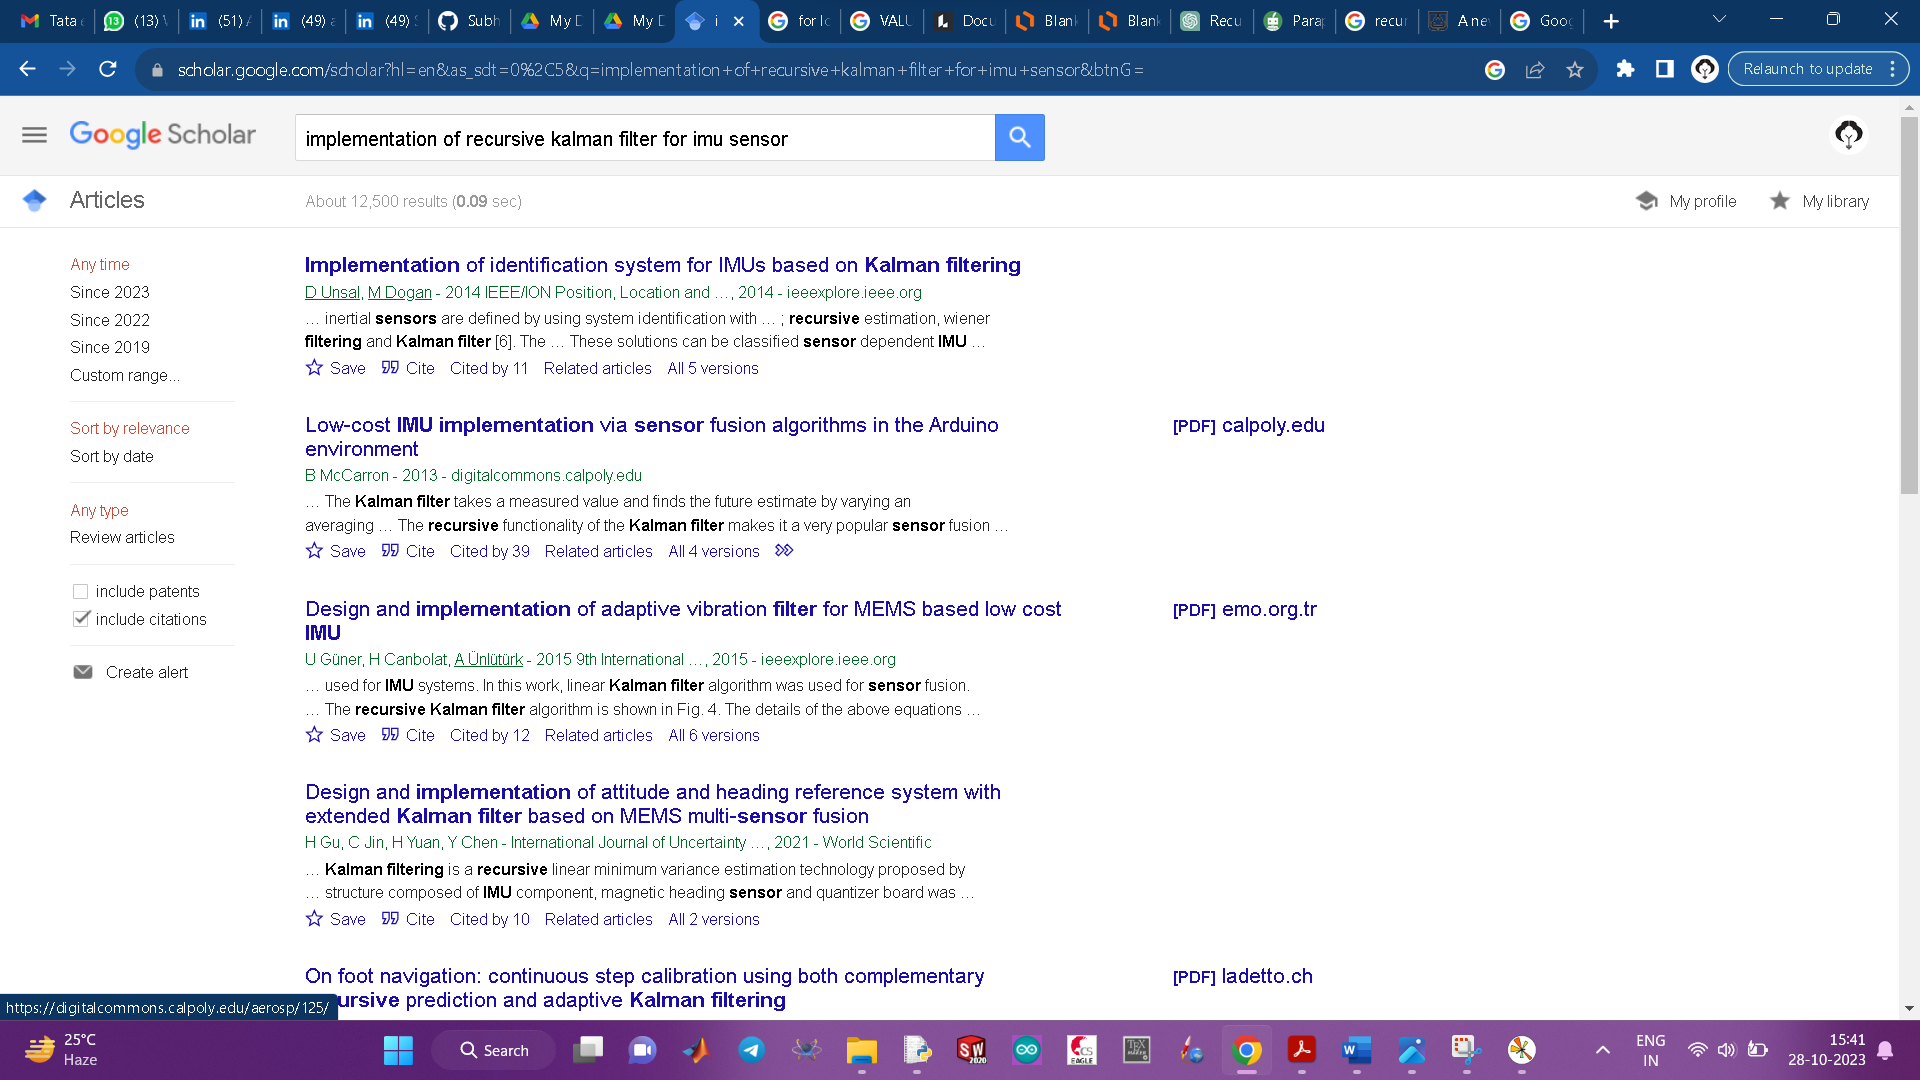 Tata e
(13) V
(51) A
(49) a
(49) S
Subh
My D
My D
i
for lo
VALU
Docu
Blank
Blank
Recu
Parap
recur
A nev
Goog
scholar.google.com/scholar?hl=en&as_sdt=0%2C5&q=implementation+of+recursive+kalman+filter+for+imu+sensor&btnG=
Relaunch to update
Google Scholar
implementation of recursive kalman filter for imu sensor
Articles
About 12,500 results (0.09 sec)
My profile
My library
Any time
Since 2023
Since 2022
Since 2019
Custom range...
Sort by relevance
Sort by date
Any type
Review articles
include patents
include citations
Create alert
Implementation of identification system for IMUs based on Kalman filtering
D Unsal, M Dogan - 2014 IEEE/ION Position, Location and …, 2014 - ieeexplore.ieee.org
… inertial sensors are defined by using system identification with … ; recursive estimation, wiener
filtering and Kalman filter [6]. The … These solutions can be classified sensor dependent IMU …
Save Cite Cited by 11 Related articles All 5 versions
Low-cost IMU implementation via sensor fusion algorithms in the Arduino
environment
[PDF] calpoly.edu
B McCarron - 2013 - digitalcommons.calpoly.edu
… The Kalman filter takes a measured value and finds the future estimate by varying an
averaging … The recursive functionality of the Kalman filter makes it a very popular sensor fusion …
Save Cite Cited by 39 Related articles All 4 versions
Design and implementation of adaptive vibration filter for MEMS based low cost
IMU
[PDF] emo.org.tr
U Güner, H Canbolat, A Ünlütürk - 2015 9th International …, 2015 - ieeexplore.ieee.org
… used for IMU systems. In this work, linear Kalman filter algorithm was used for sensor fusion.
… The recursive Kalman filter algorithm is shown in Fig. 4. The details of the above equations …
Save Cite Cited by 12 Related articles All 6 versions
Design and implementation of attitude and heading reference system with
extended Kalman filter based on MEMS multi-sensor fusion
H Gu, C Jin, H Yuan, Y Chen - International Journal of Uncertainty …, 2021 - World Scientific
… Kalman filtering is a recursive linear minimum variance estimation technology proposed by
… structure composed of IMU component, magnetic heading sensor and quantizer board was …
Save Cite Cited by 10 Related articles All 2 versions
On foot navigation: continuous step calibration using both complementary
ursive prediction and adaptive Kalman filtering
[PDF] ladetto.ch
https://digitalcommons.calpoly.edu/aerosp/125/
25°C
Haze
Search
SW
2020
CS
EAGLE
TEX
MAKER
ENG
IN
15:41
28-10-2023